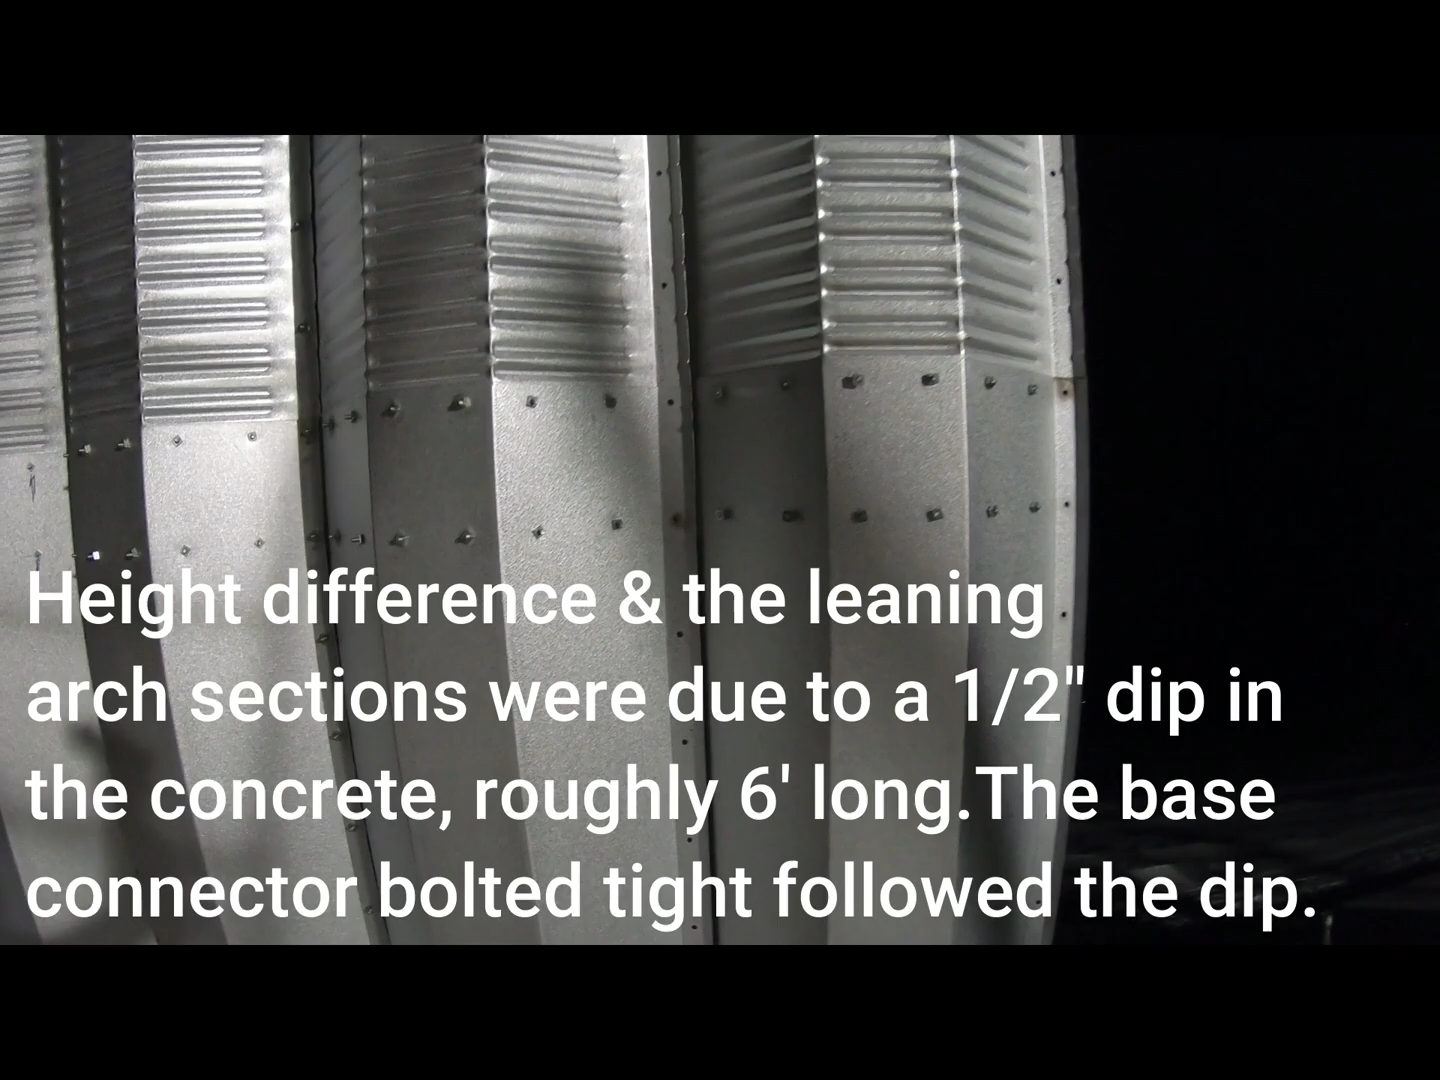 Height difference & the leaning
arch sections were due to a 1/2" dip in
the concrete, roughly 6' long.The base
connector bolted tight followed the dip.